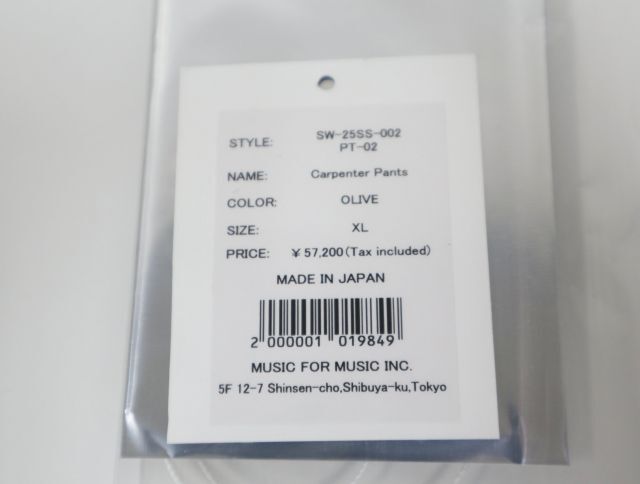 STYLE: SW-25SS-002
PT-02
NAME: Carpenter Pants
COLOR: OLIVE
SIZE: XL
PRICE: ¥57,200(Tax included)
MADE IN JAPAN
2 000001 019849
MUSIC FOR MUSIC INC.
5F 12-7 Shinsen-cho,Shibuya-ku,Tokyo